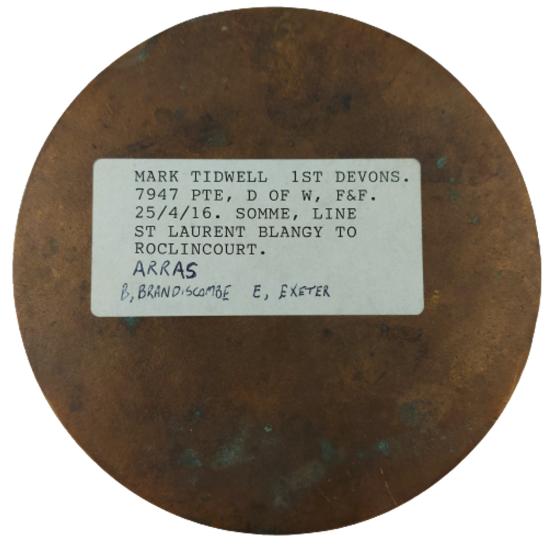 MARK TIDWELL 1ST DEVONS.
7947 PTE, D OF W, F&F.
25/4/16. SOMME, LINE
ST LAURENT BLANGY TO
ROCLINCOURT.
ARRAS
B, BRANDISCOMBE E, EXETER